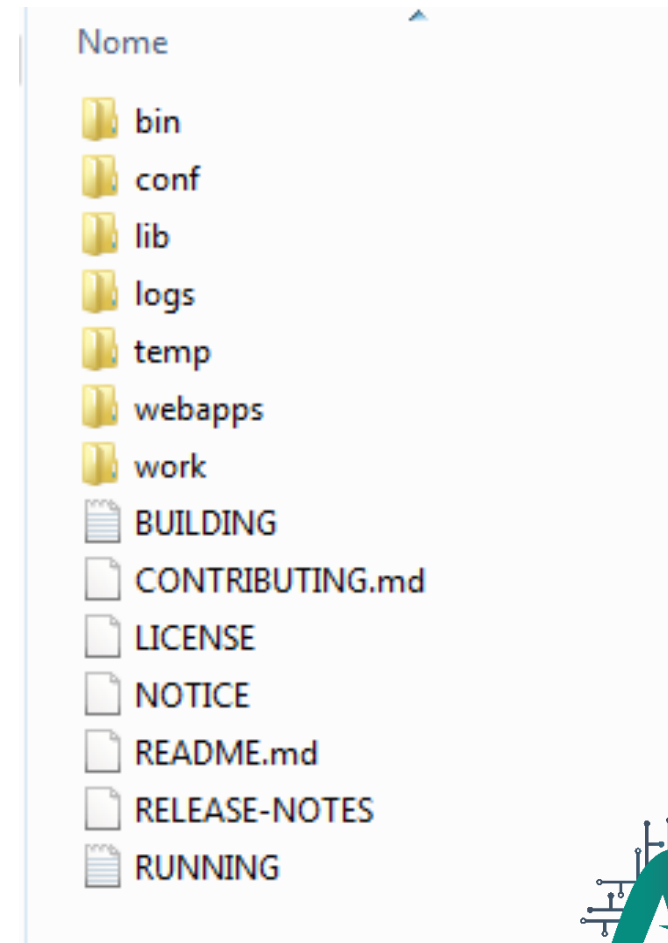 Nome
bin
conf
lib
logs
temp
webapps
work
BUILDING
CONTRIBUTING.md
LICENSE
NOTICE
README.md
RELEASE-NOTES
RUNNING